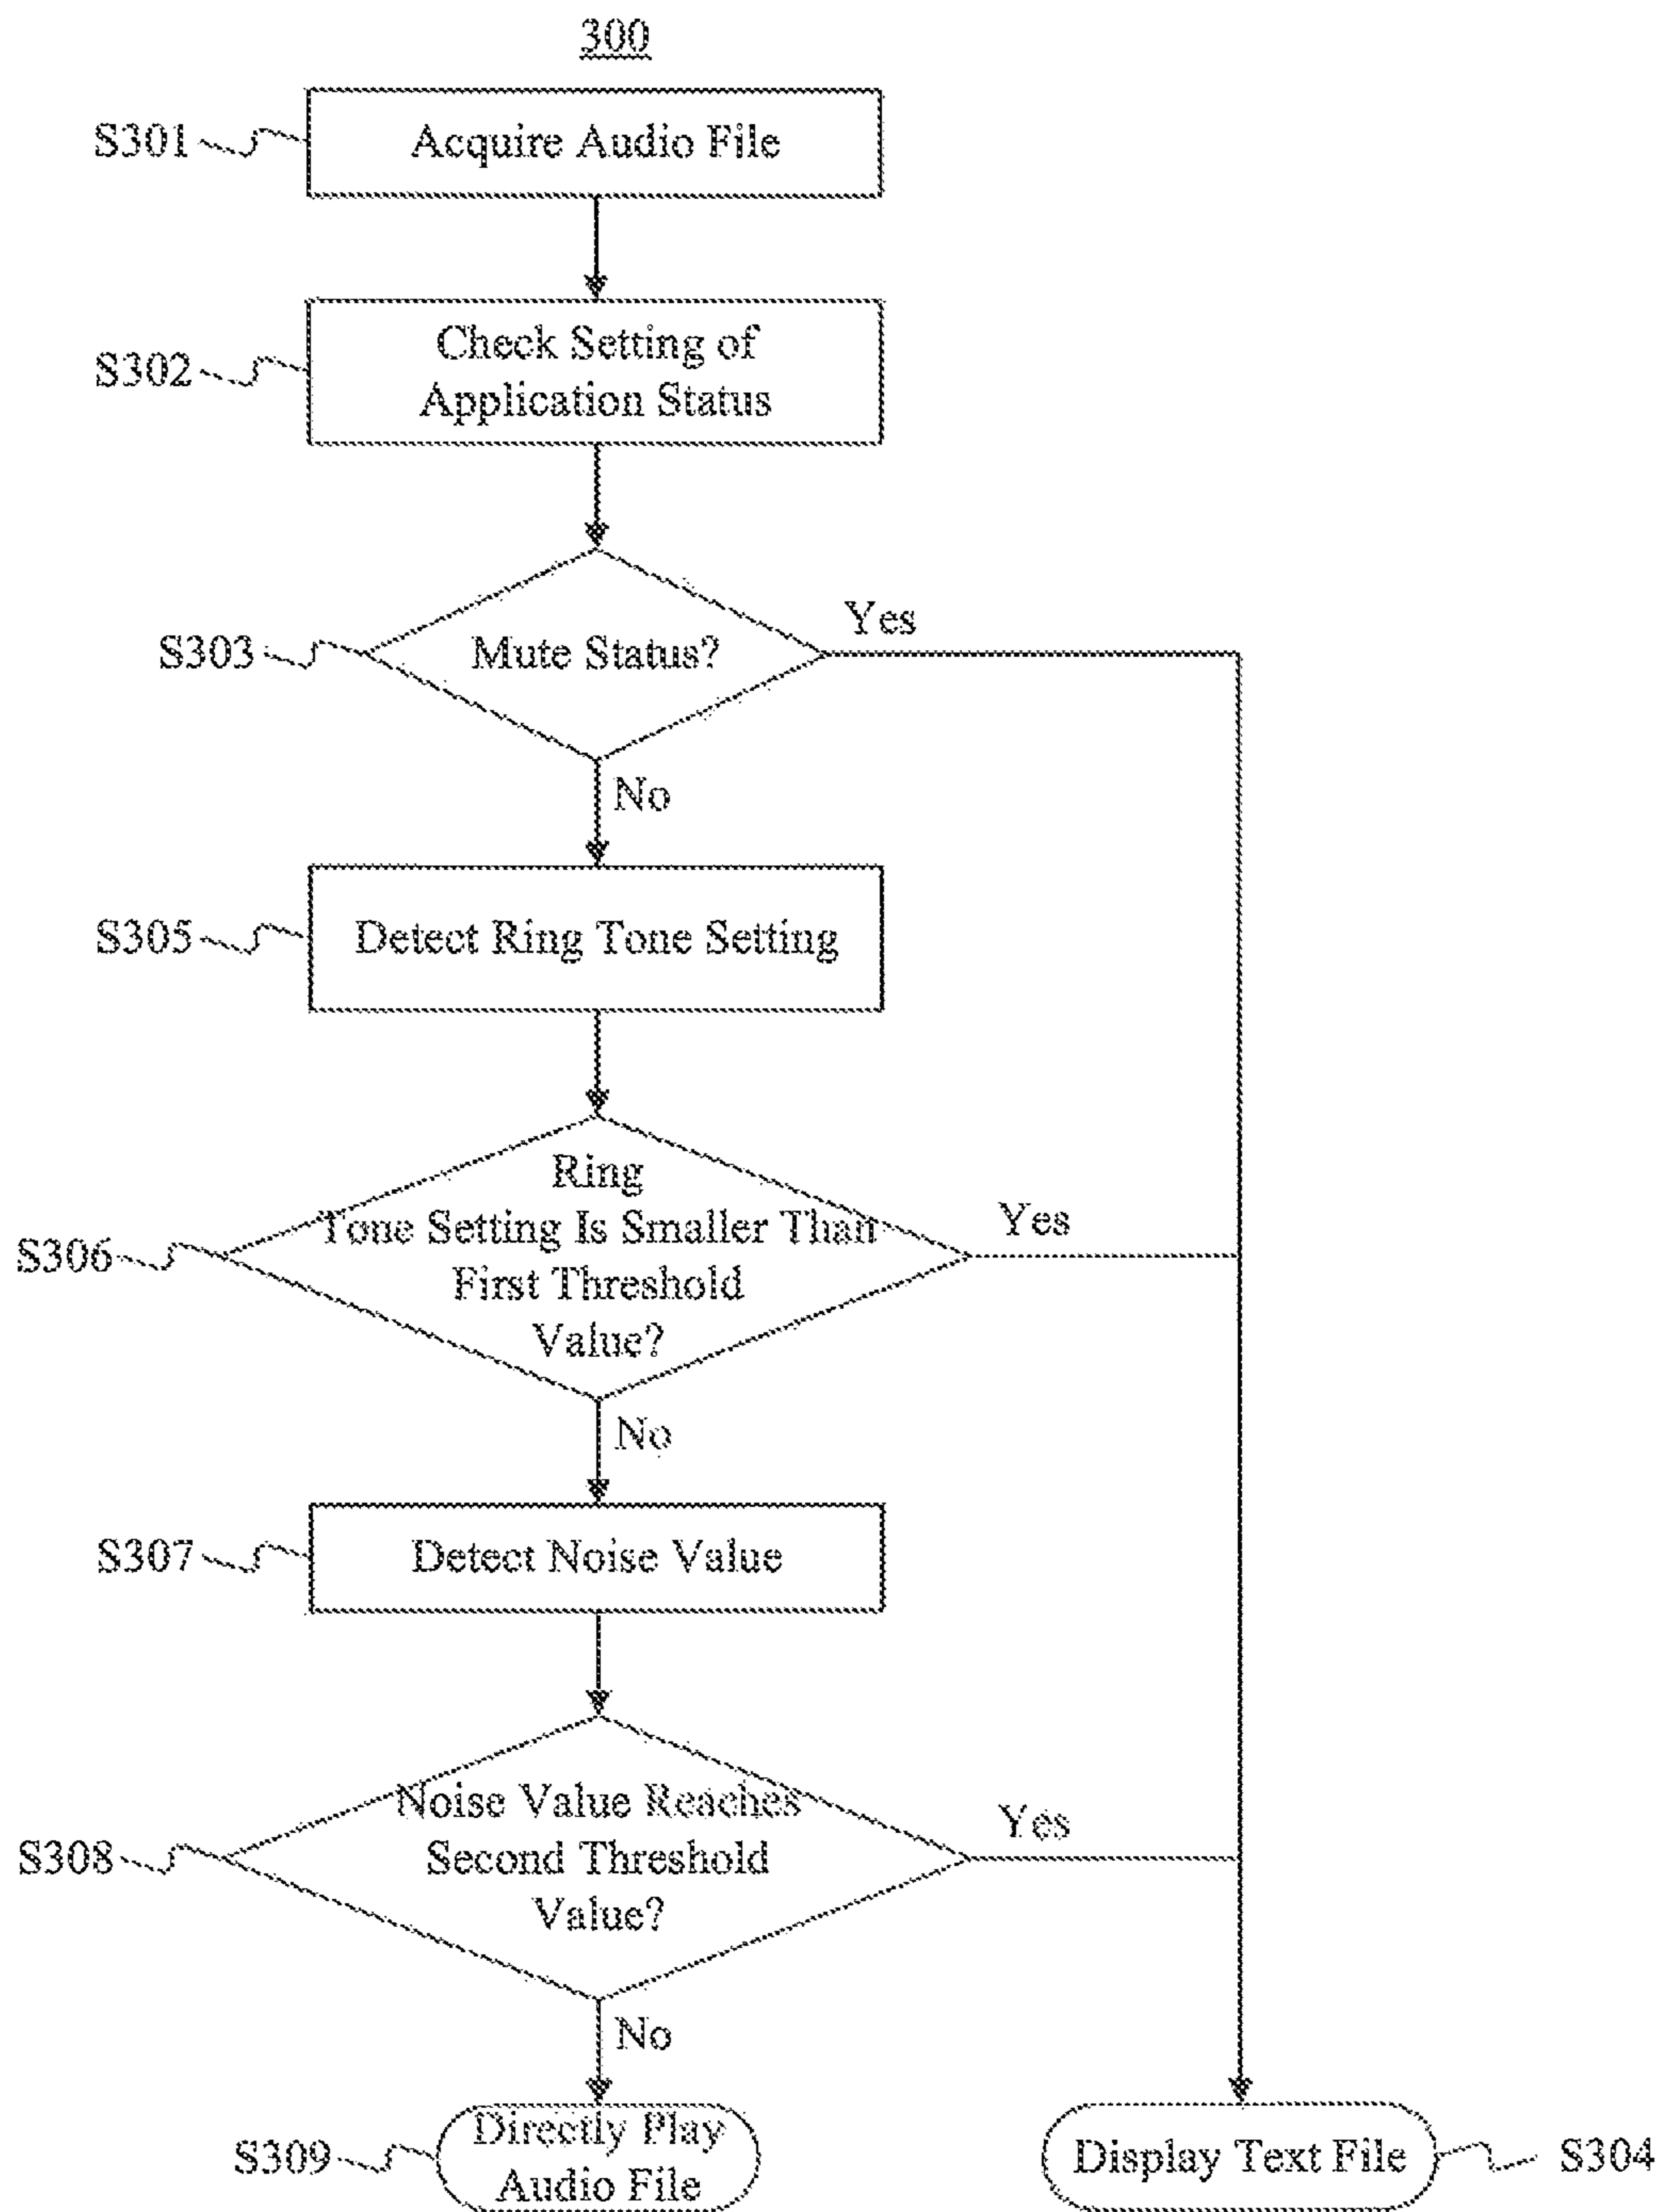 300
S301
Acquire Audio File
S302
Check Setting of
Application Status
S303
Mute Status?
Yes
No
S305
Detect Ring Tone Setting
S306
Ring
Tone Setting Is Smaller Than
First Threshold
Value?
Yes
No
S307
Detect Noise Value
S308
Noise Value Reaches
Second Threshold
Value?
Yes
No
S309
Directly Play
Audio File
Display Text File
S304